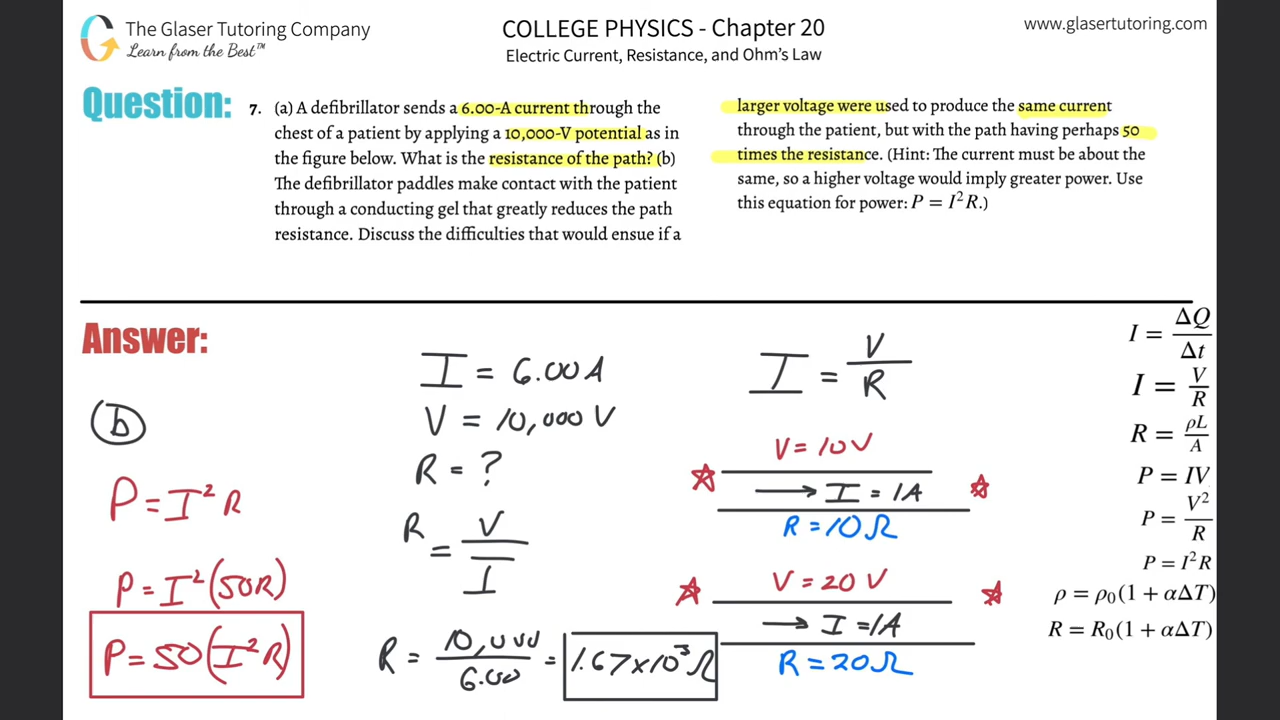 The Glaser Tutoring Company
Learn from the Best™
COLLEGE PHYSICS - Chapter 20
Electric Current, Resistance, and Ohm's Law
www.glasertutoring.com
Question:
7. (a) A defibrillator sends a 6.00-A current through the
chest of a patient by applying a 10,000-V potential as in
the figure below. What is the resistance of the path? (b)
The defibrillator paddles make contact with the patient
through a conducting gel that greatly reduces the path
resistance. Discuss the difficulties that would ensue if a
larger voltage were used to produce the same current
through the patient, but with the path having perhaps 50
times the resistance. (Hint: The current must be about the
same, so a higher voltage would imply greater power. Use
this equation for power: P = I²R.)
Answer:
(b)
P = I² R
P = I² (50R)
P = 50 (I² R)
I = 6.00 A
V = 10,000 V
R = ?
R = V / I
R = 10,000 / 6.00 = 1.67 x 10³ Ω
I = V / R
V = 10V
→ I = 1A
R = 10 Ω
V = 20 V
→ I = 1A
R = 20 Ω
I = ΔQ / Δt
I = V / R
R = ρL / A
P = IV
P = V² / R
P = I²R
ρ = ρ₀(1 + αΔT)
R = R₀(1 + αΔT)